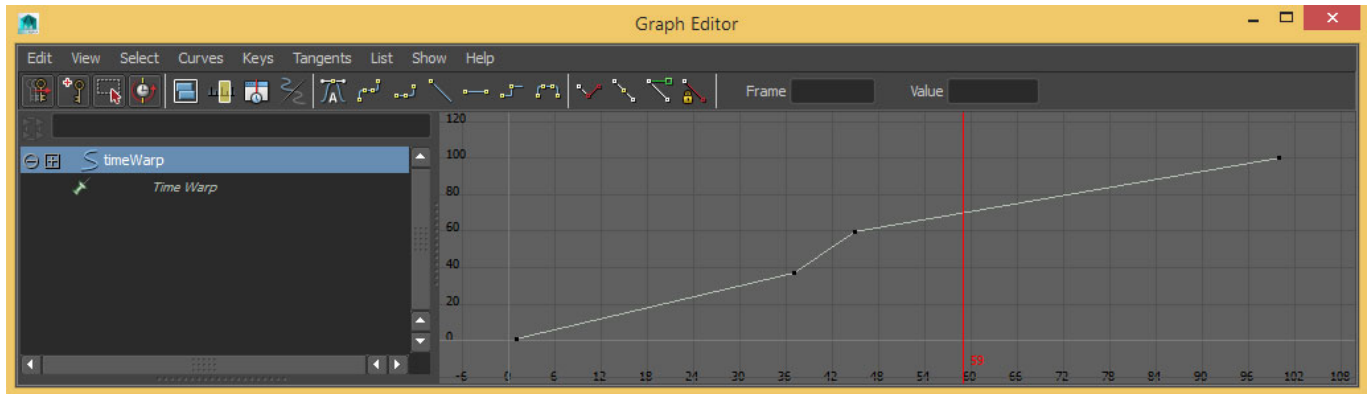 Graph Editor
Edit View Select Curves Keys Tangents List Show Help
Frame Value
timeWarp
Time Warp
120
100
80
60
40
20
0
59
-6 0 6 12 18 24 30 36 42 48 54 60 66 72 78 84 90 96 102 108